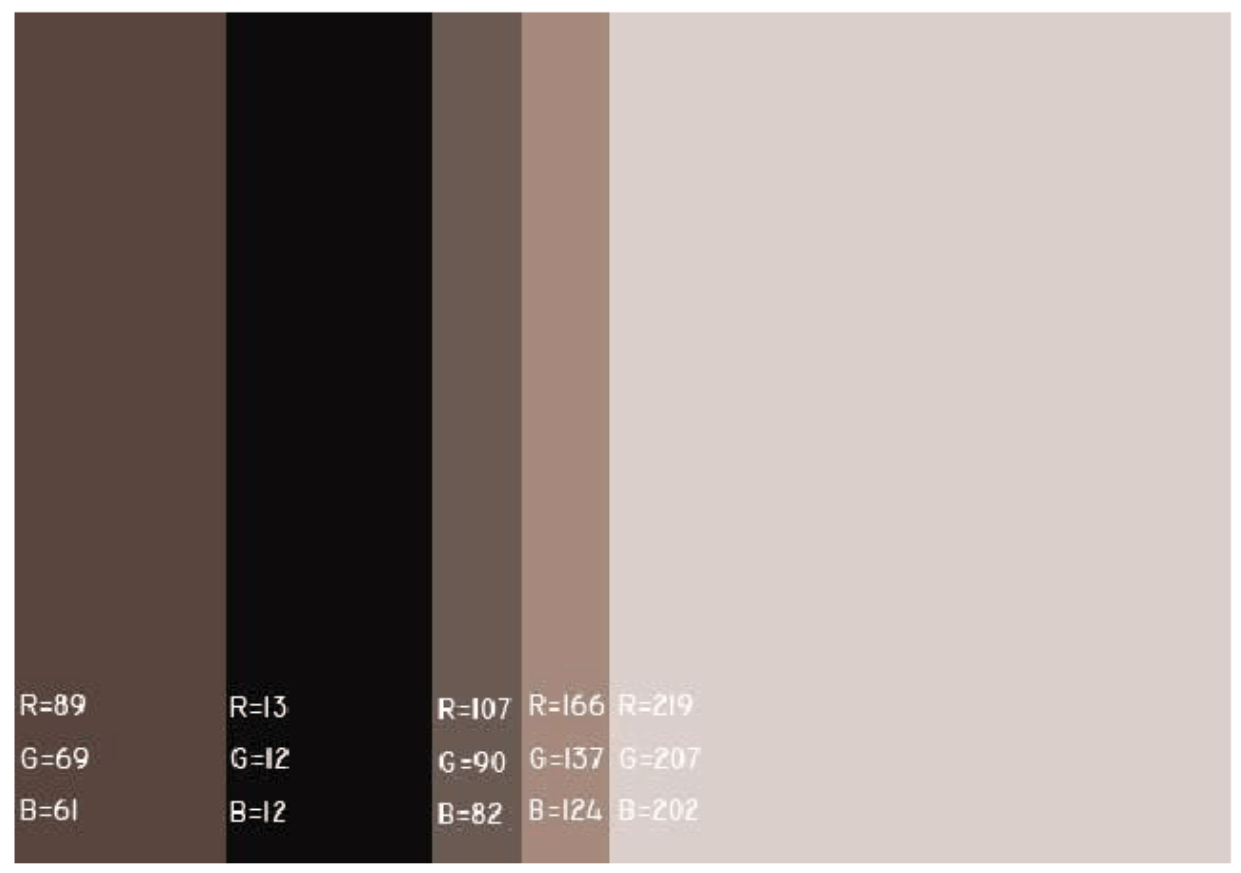 R=89
G=69
B=61
R=13
G=12
B=12
R=107
G=90
B=82
R=166
G=137
B=124
R=219
G=207
B=202